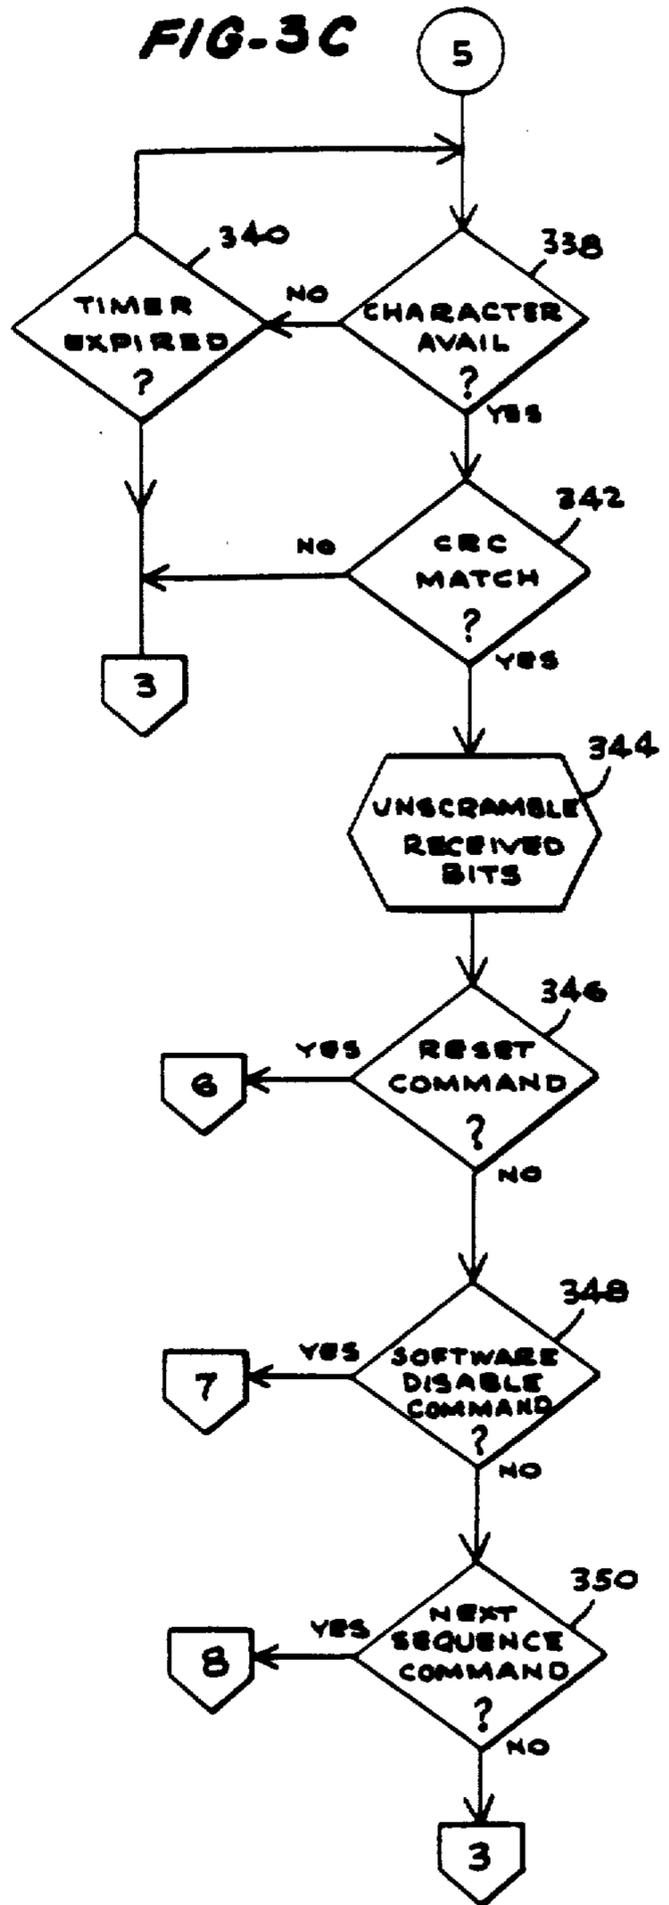 FIG-3C
5
340
338
TIMER
EXPIRED
?
NO
CHARACTER
AVAIL
?
YES
342
NO
CRC
MATCH
?
YES
3
344
UNSCRAMBLE
RECEIVED
BITS
346
YES
RESET
COMMAND
?
6
NO
348
YES
SOFTWARE
DISABLE
COMMAND
?
7
NO
350
YES
NEXT
SEQUENCE
COMMAND
?
8
NO
3